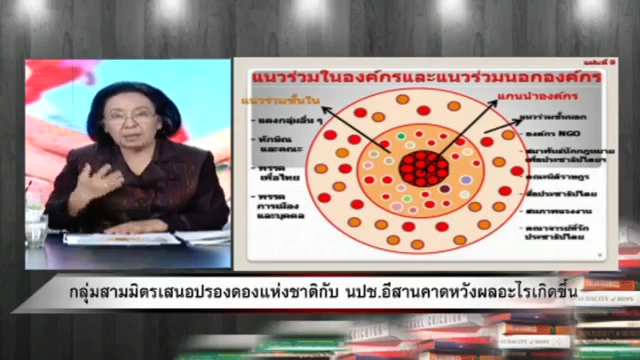 แผ่นที่ 9
แนวร่วมในองค์กรและแนวร่วมนอกองค์กร
แนวร่วมชั้นใน
แกนนำองค์กร
- แดงกลุ่มอื่น ๆ
- ทักษิณ
และคณะ
- พรรค
เพื่อไทย
- พรรค
การเมือง
และบุคคล
แนวร่วมชั้นนอก
- องค์กร NGO
- สมาพันธ์นักกฎหมาย
เพื่อประชาธิปไตยฯ
- คณะนิติราษฎร
- สื่อประชาธิปไตย
- สหภาพแรงงาน
- คณาจารย์ที่รัก
ประชาธิปไตย
กลุ่มสามมิตรเสนอปรองดองแห่งชาติกับ นปช.อีสานคาดหวังผลอะไรเกิดขึ้น